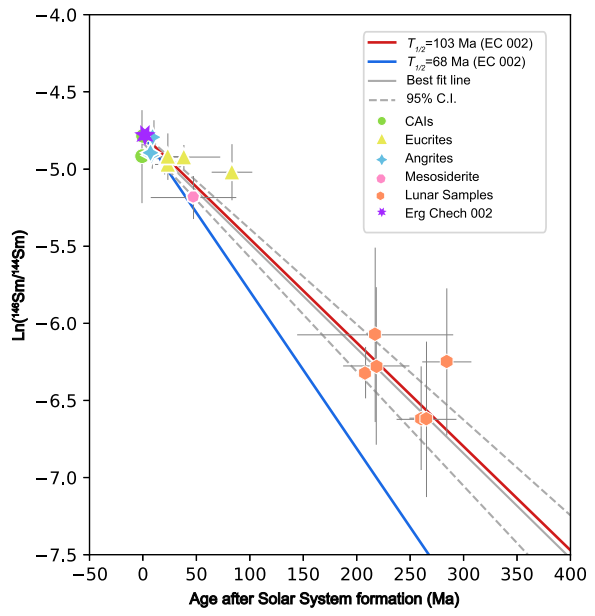 Ln(¹⁴⁶Sm/¹⁴⁴Sm)
−4.0
−4.5
−5.0
−5.5
−6.0
−6.5
−7.0
−7.5
T1/2=103 Ma (EC 002)
T1/2=68 Ma (EC 002)
Best fit line
95% C.I.
CAIs
Eucrites
Angrites
Mesosiderite
Lunar Samples
Erg Chech 002
−50 0 50 100 150 200 250 300 350 400
Age after Solar System formation (Ma)